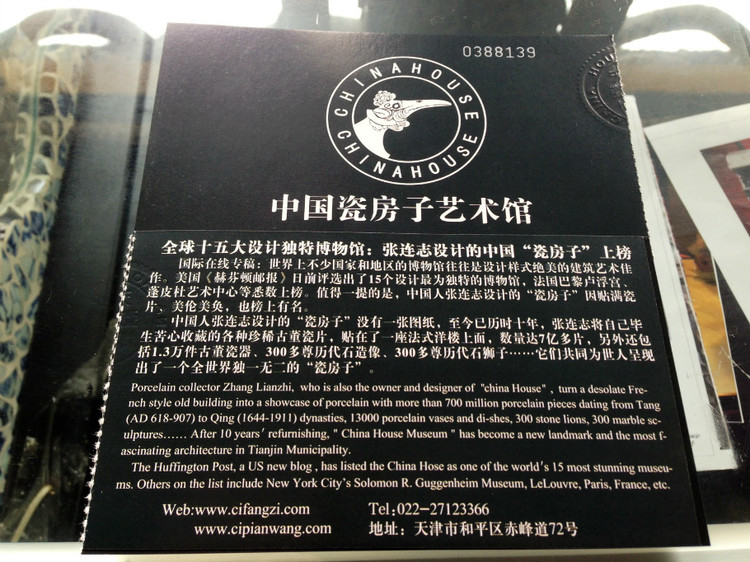 0388139
CHINAHOUSE
CHINAHOUSE
中国瓷房子艺术馆
全球十五大设计独特博物馆：张连志设计的中国“瓷房子”上榜
国际在线专稿：世界上不少国家和地区的博物馆往往是设计样式绝美的建筑艺术佳
作。美国《赫芬顿邮报》日前评选出了15个设计最为独特的博物馆，法国巴黎卢浮宫、
蓬皮杜艺术中心等悉数上榜。值得一提的是，中国人张连志设计的“瓷房子”因贴满瓷
片、美伦美奂，也榜上有名。
中国人张连志设计的“瓷房子”没有一张图纸，至今已历时十年，张连志将自己毕
生苦心收藏的各种珍稀古董瓷片，贴在了一座法式洋楼上面，数量达7亿多片，另外还包
括1.3万件古董瓷器、300多尊历代石造像、300多尊历代石狮子……它们共同为世人呈现
出了一个全世界独一无二的“瓷房子”。
Porcelain collector Zhang Lianzhi, who is also the owner and designer of "china House" , turn a desolate Fre-
nch style old building into a showcase of porcelain with more than 700 million porcelain pieces dating from Tang
(AD 618-907) to Qing (1644-1911) dynasties, 13000 porcelain vases and di-shes, 300 stone lions, 300 marble sc-
ulptures…… After 10 years' refurnishing, " China House Museum " has become a new landmark and the most f-
ascinating architecture in Tianjin Municipality.
The Huffington Post, a US new blog , has listed the China Hose as one of the world's 15 most stunning museu-
ms. Others on the list include New York City's Solomon R. Guggenheim Museum, LeLouvre, Paris, France, etc.
Web:www.cifangzi.com Tel:022-27123366
www.cipianwang.com 地址：天津市和平区赤峰道72号